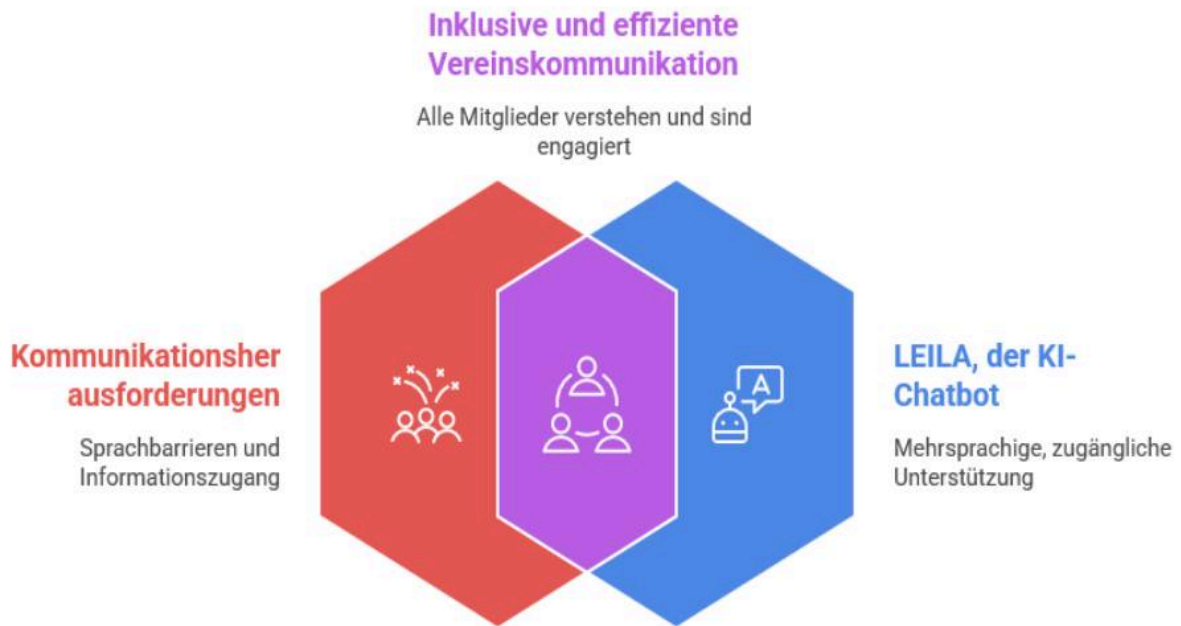 Inklusive und effiziente
Vereinskommunikation
Alle Mitglieder verstehen und sind
engagiert
Kommunikationsher
ausforderungen
Sprachbarrieren und
Informationszugang
A
LEILA, der KI-
Chatbot
Mehrsprachige, zugängliche
Unterstützung